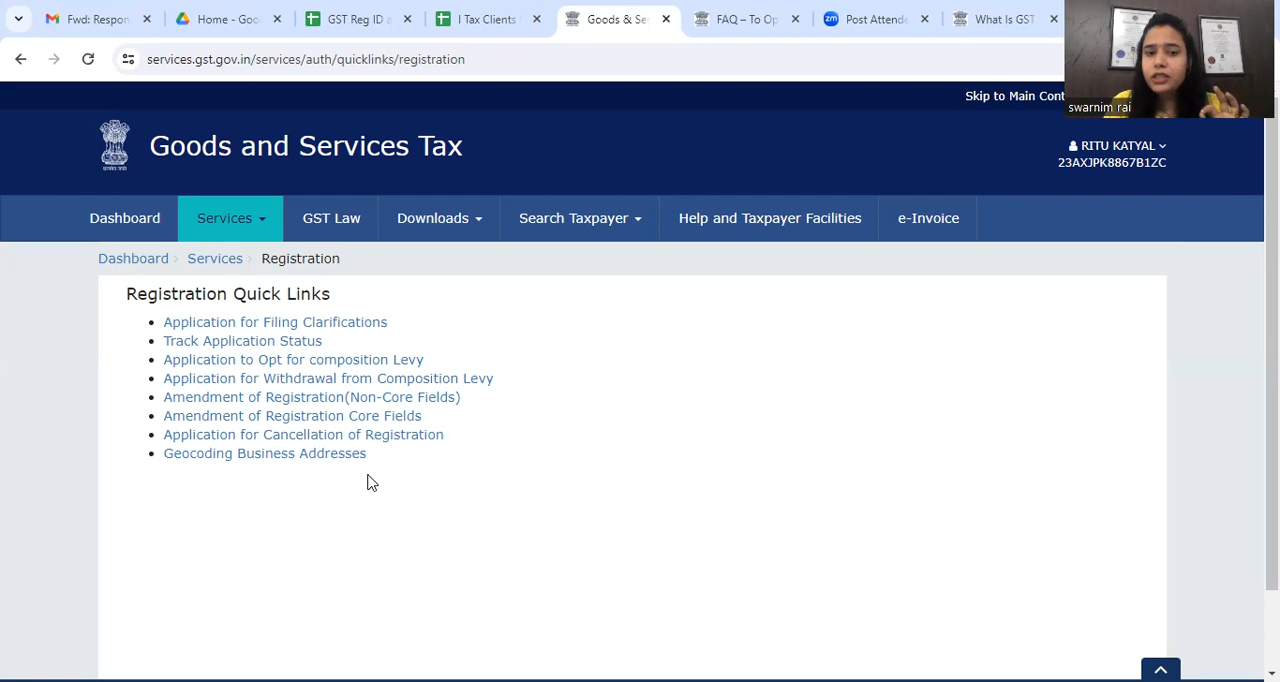 Fwd: Respon
Home - Goo
GST Reg ID a
I Tax Clients
Goods & Se
FAQ – To Op
zm
Post Attende
What Is GST
services.gst.gov.in/services/auth/quicklinks/registration
swarnim rai
Skip to Main Cont
Goods and Services Tax
RITU KATYAL
23AXJPK8867B1ZC
Dashboard
Services
GST Law
Downloads
Search Taxpayer
Help and Taxpayer Facilities
e-Invoice
Dashboard
Services
Registration
Registration Quick Links
Application for Filing Clarifications
Track Application Status
Application to Opt for composition Levy
Application for Withdrawal from Composition Levy
Amendment of Registration(Non-Core Fields)
Amendment of Registration Core Fields
Application for Cancellation of Registration
Geocoding Business Addresses